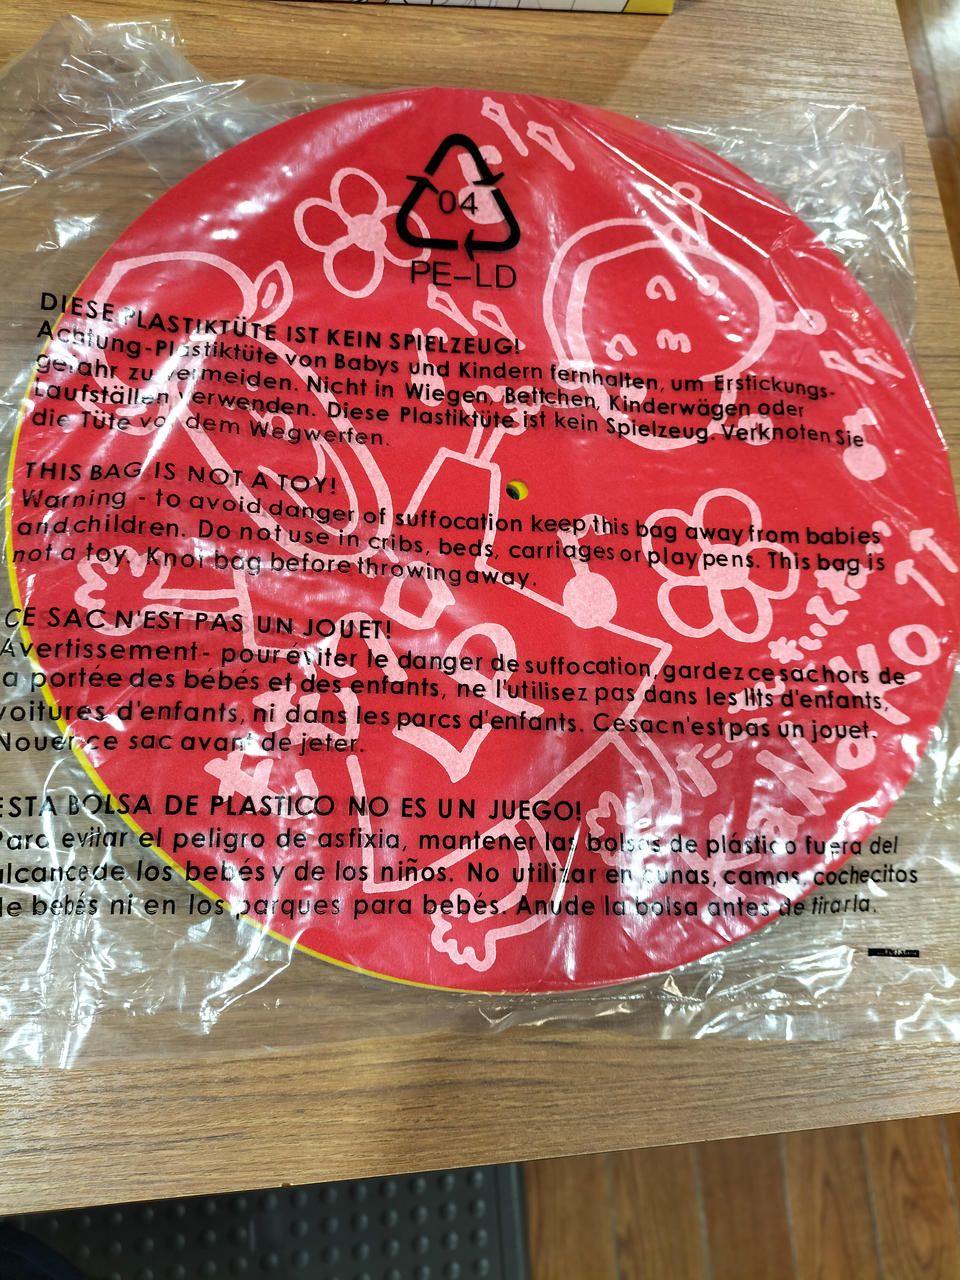 04
PE-LD
DIESE PLASTIKTÜTE IST KEIN SPIELZEUG!
Achtung-Plastiktüte von Babys und Kindern fernhalten, um Erstickungs-
gefahr zu vermeiden. Nicht in Wiegen, Bettchen, Kinderwägen oder
Laufställen verwenden. Diese Plastiktüte ist kein Spielzeug. Verknoten Sie
die Tüte vor dem Wegwerfen.
THIS BAG IS NOT A TOY!
Warning - to avoid danger of suffocation keep this bag away from babies
and children. Do not use in cribs, beds, carriages or play pens. This bag is
not a toy. Knot bag before throwing away.
CE SAC N'EST PAS UN JOUET!
Avertissement- pour éviter le danger de suffocation, gardez ce sac hors de
la portée des bébés et des enfants, ne l'utilisez pas dans les lits d'enfants,
voitures d'enfants, ni dans les parcs d'enfants. Ce sac n'est pas un jouet.
Nouer ce sac avant de jeter.
ESTA BOLSA DE PLASTICO NO ES UN JUEGO!
Para evitar el peligro de asfixia, mantener las bolsas de plástico fuera del
alcance de los bebés y de los niños. No utilizar en cunas, camas, cochecitos
de bebés ni en los parques para bebés. Anude la bolsa antes de tirarla.
KaNoKo